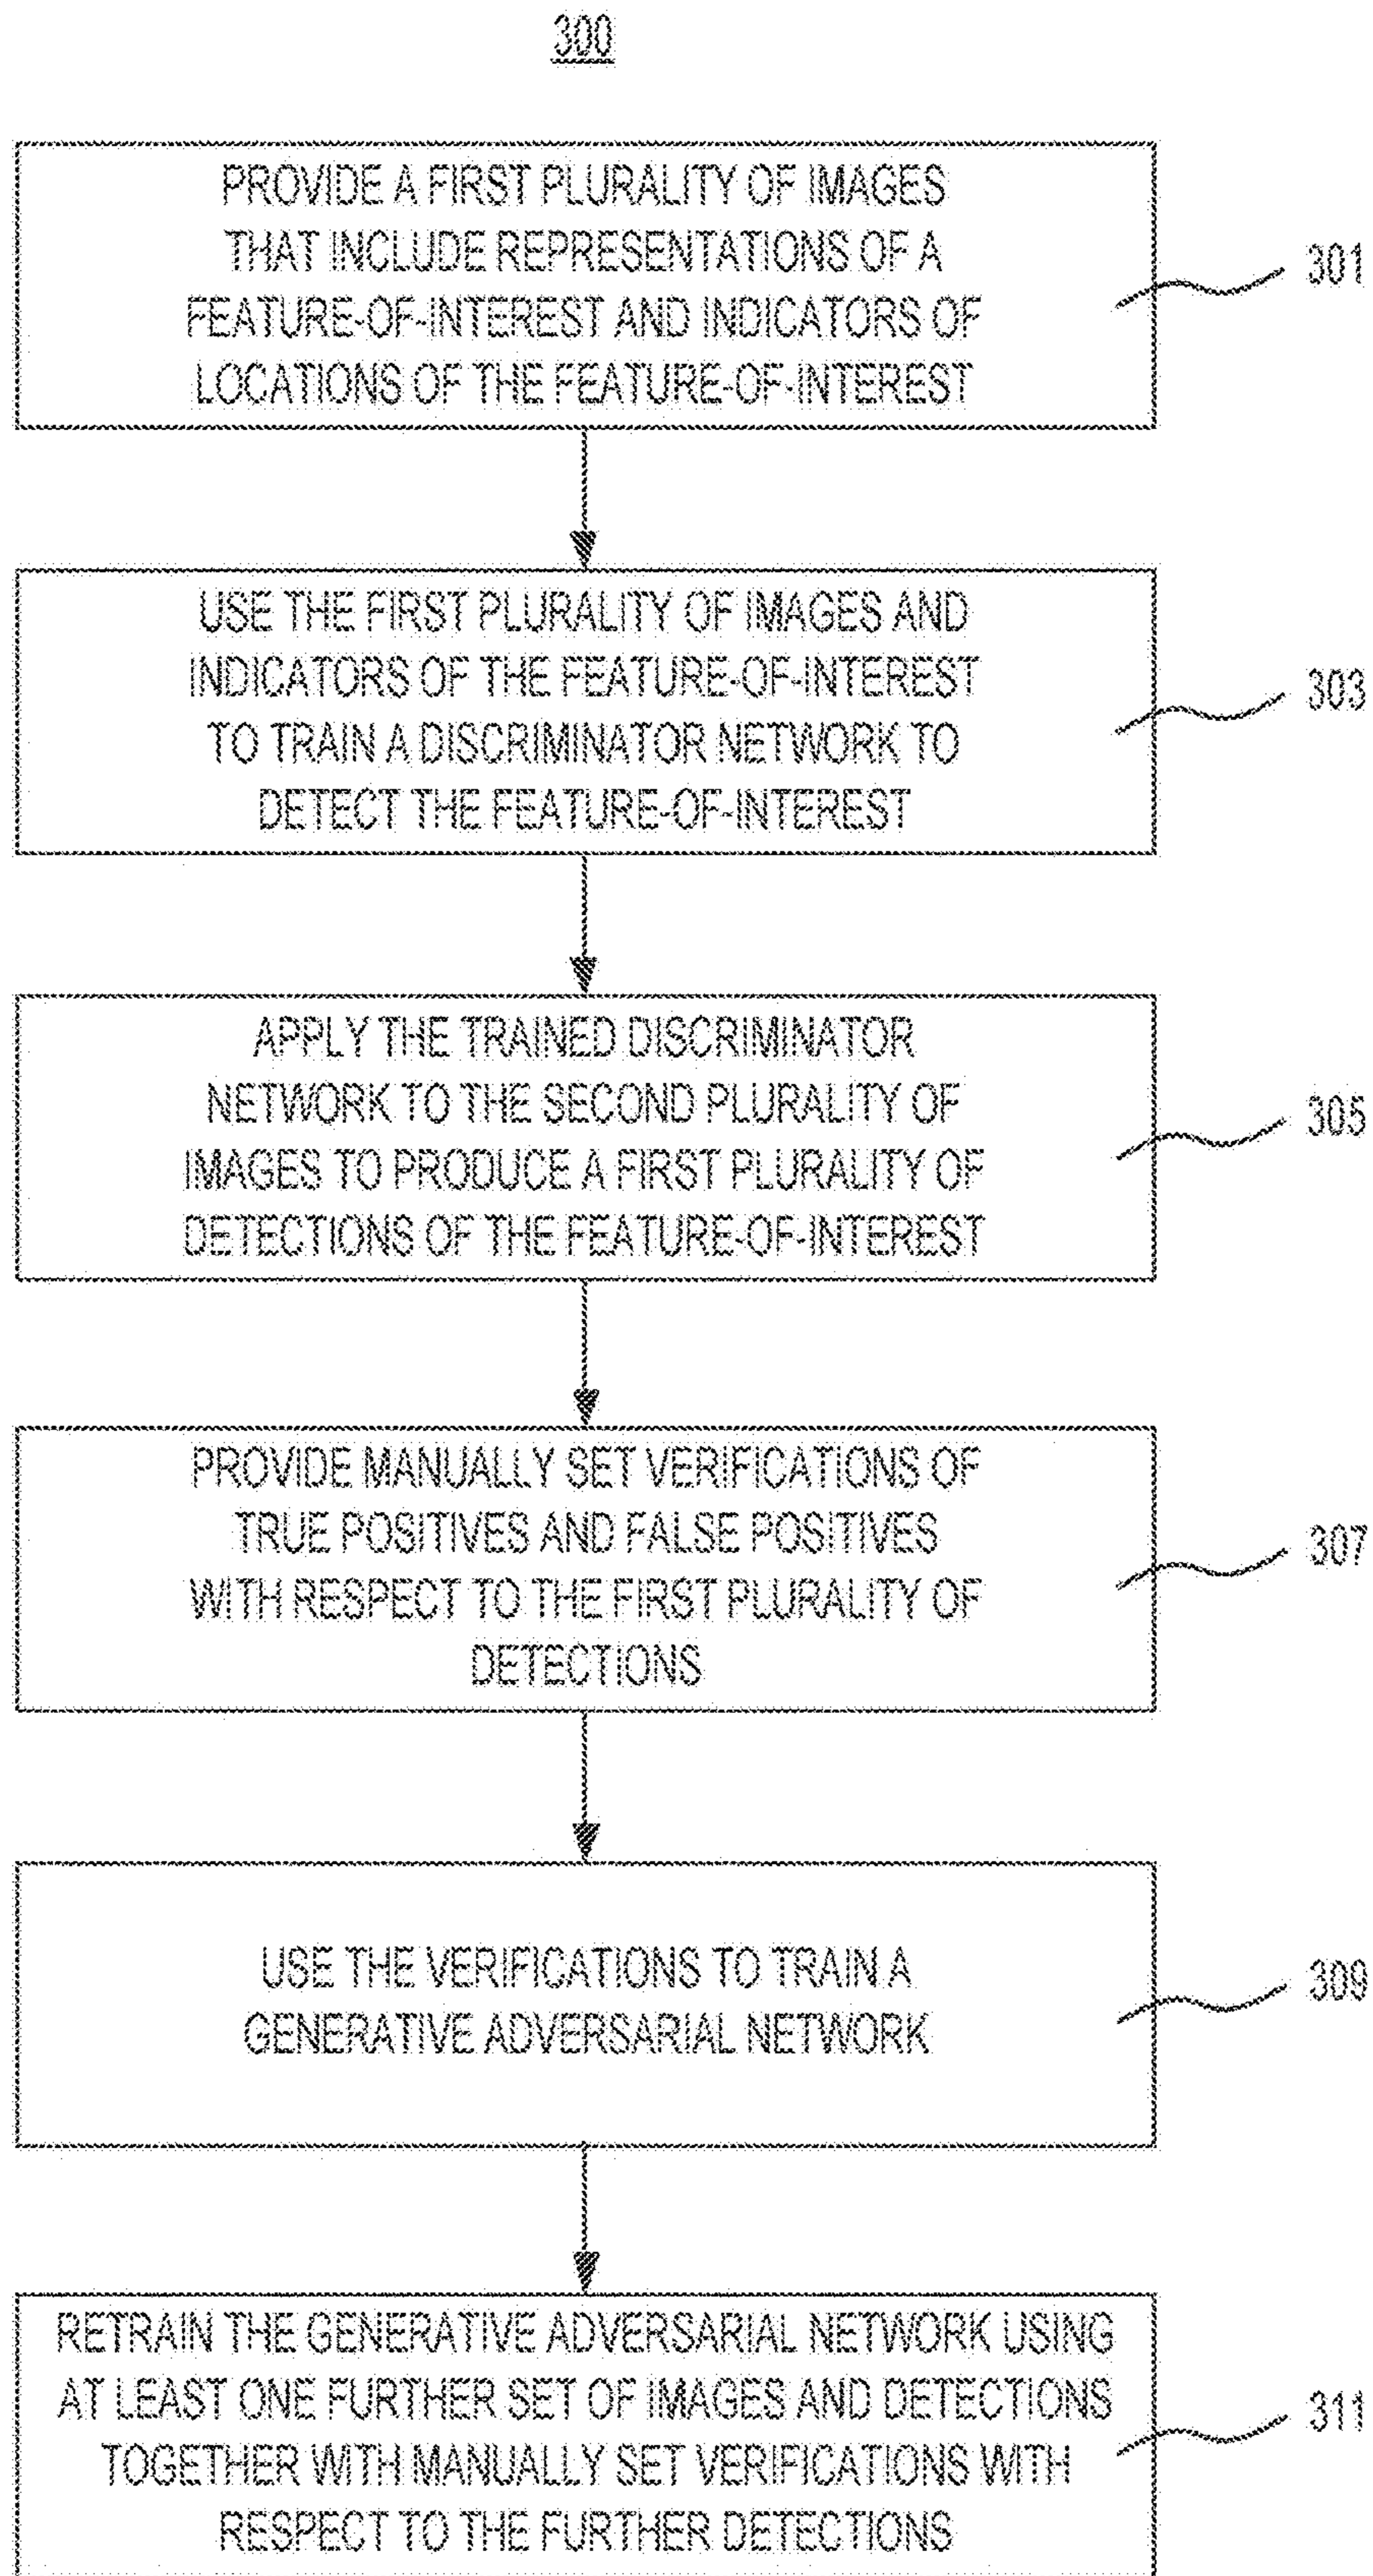 300
PROVIDE A FIRST PLURALITY OF IMAGES
THAT INCLUDE REPRESENTATIONS OF A
FEATURE-OF-INTEREST AND INDICATORS OF
LOCATIONS OF THE FEATURE-OF-INTEREST
301
USE THE FIRST PLURALITY OF IMAGES AND
INDICATORS OF THE FEATURE-OF-INTEREST
TO TRAIN A DISCRIMINATOR NETWORK TO
DETECT THE FEATURE-OF-INTEREST
303
APPLY THE TRAINED DISCRIMINATOR
NETWORK TO THE SECOND PLURALITY OF
IMAGES TO PRODUCE A FIRST PLURALITY OF
DETECTIONS OF THE FEATURE-OF-INTEREST
305
PROVIDE MANUALLY SET VERIFICATIONS OF
TRUE POSITIVES AND FALSE POSITIVES
WITH RESPECT TO THE FIRST PLURALITY OF
DETECTIONS
307
USE THE VERIFICATIONS TO TRAIN A
GENERATIVE ADVERSARIAL NETWORK
309
RETRAIN THE GENERATIVE ADVERSARIAL NETWORK USING
AT LEAST ONE FURTHER SET OF IMAGES AND DETECTIONS
TOGETHER WITH MANUALLY SET VERIFICATIONS WITH
RESPECT TO THE FURTHER DETECTIONS
311